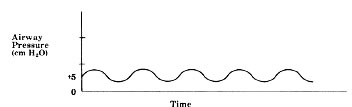 Airway
Pressure
(cm H₂O)
+5
0
Time